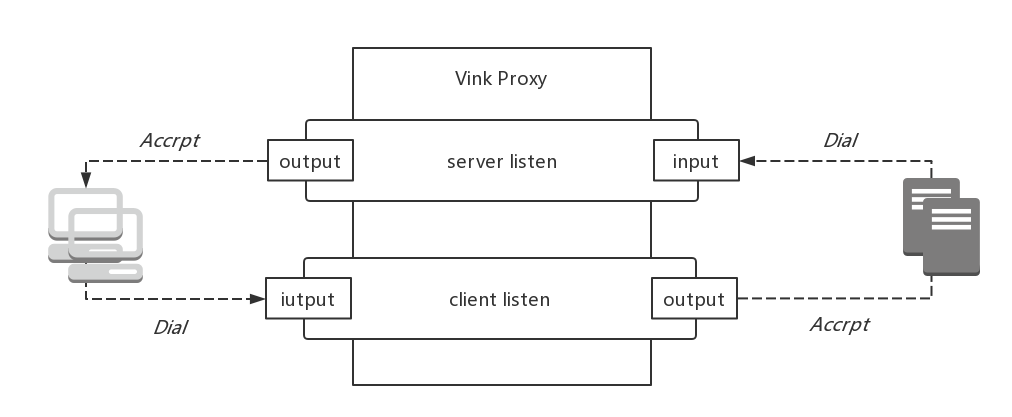 Vink Proxy
Accrpt
Dial
output
server listen
input
iutput
client listen
output
Dial
Accrpt